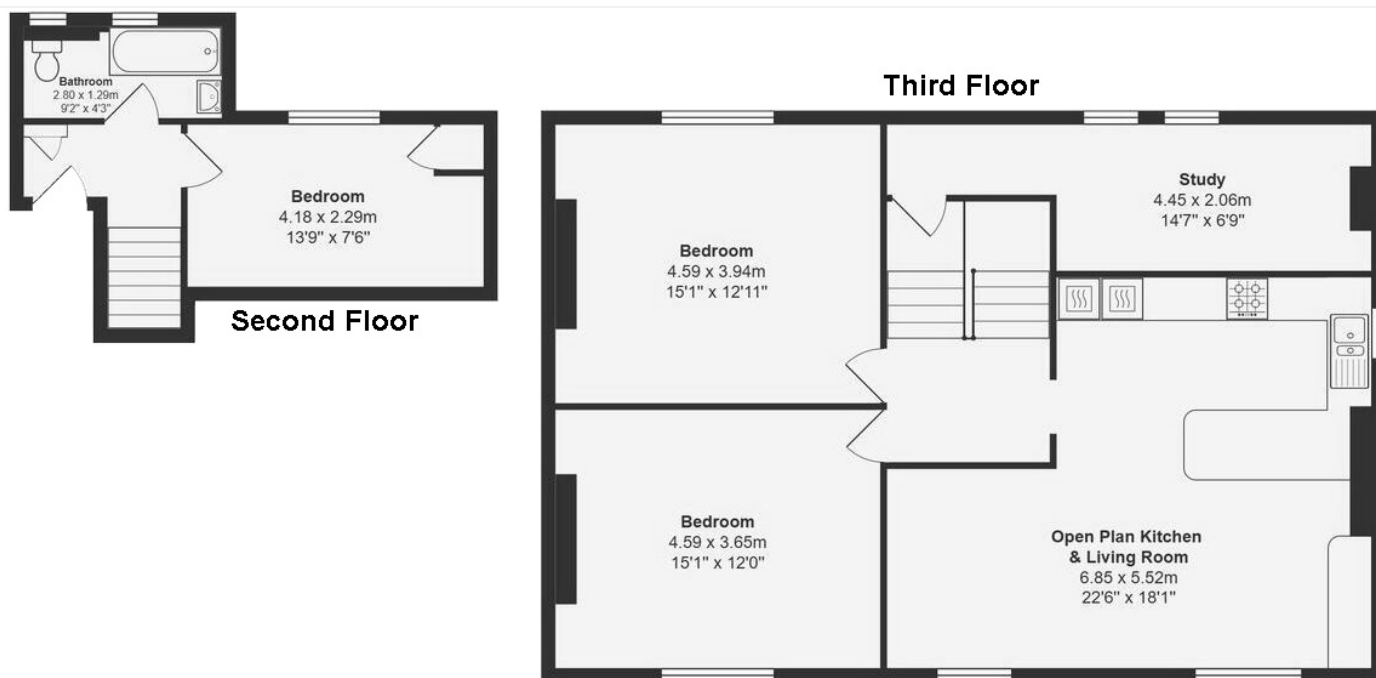 Bathroom
2.80 x 1.29m
9'2" x 4'3"
Bedroom
4.18 x 2.29m
13'9" x 7'6"
Second Floor
Third Floor
Bedroom
4.59 x 3.94m
15'1" x 12'11"
Study
4.45 x 2.06m
14'7" x 6'9"
Bedroom
4.59 x 3.65m
15'1" x 12'0"
Open Plan Kitchen
& Living Room
6.85 x 5.52m
22'6" x 18'1"